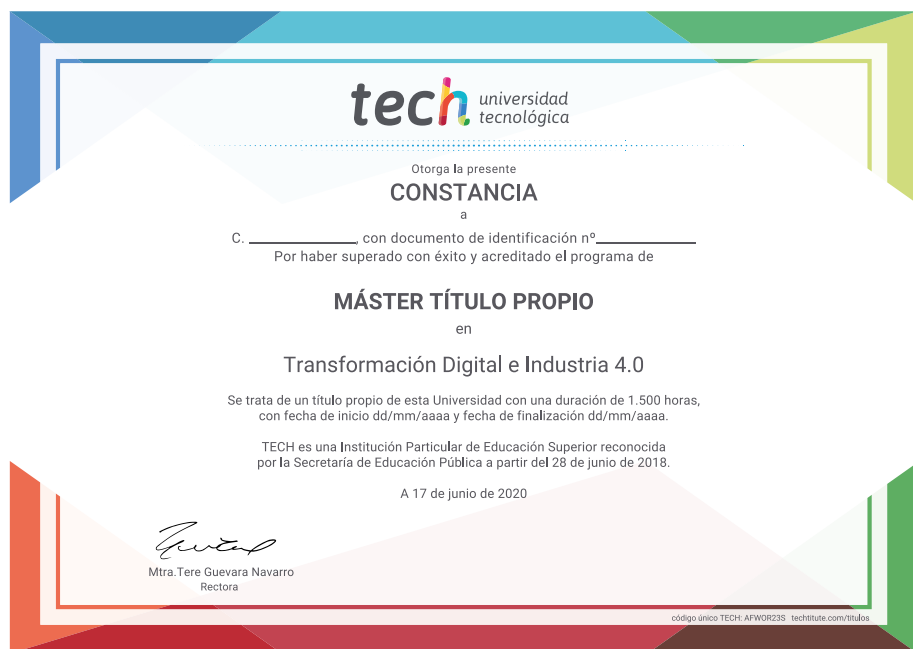 tech universidad
tecnológica
Otorga la presente
CONSTANCIA
a
C. ____________, con documento de identificación nº____________
Por haber superado con éxito y acreditado el programa de
MÁSTER TÍTULO PROPIO
en
Transformación Digital e Industria 4.0
Se trata de un título propio de esta Universidad con una duración de 1.500 horas,
con fecha de inicio dd/mm/aaaa y fecha de finalización dd/mm/aaaa.
TECH es una Institución Particular de Educación Superior reconocida
por la Secretaría de Educación Pública a partir del 28 de junio de 2018.
A 17 de junio de 2020
Mtra.Tere Guevara Navarro
Rectora
código único TECH: AFWOR23S techtitute.com/titulos